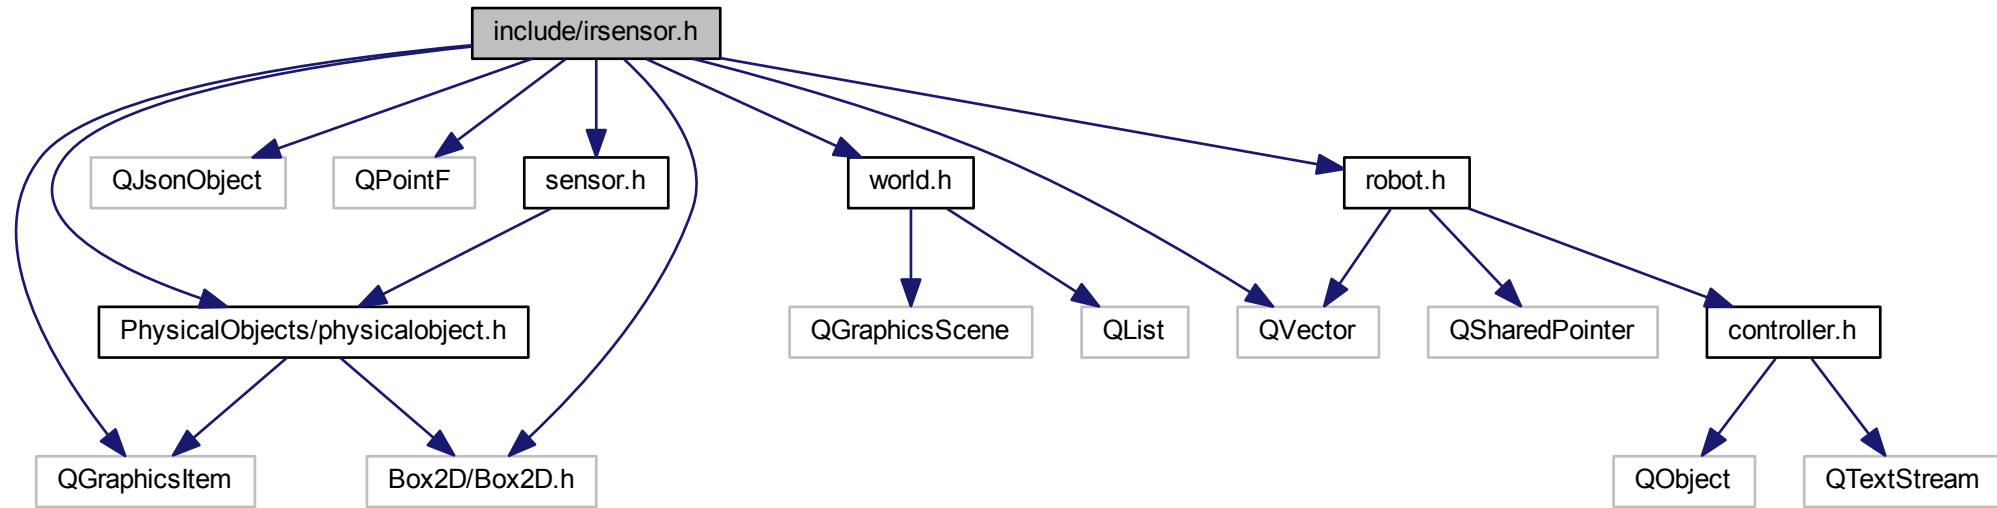 include/irsensor.h
QJsonObject
QPointF
sensor.h
world.h
robot.h
PhysicalObjects/physicalobject.h
QGraphicsScene
QList
QVector
QSharedPointer
controller.h
QGraphicsItem
Box2D/Box2D.h
QObject
QTextStream